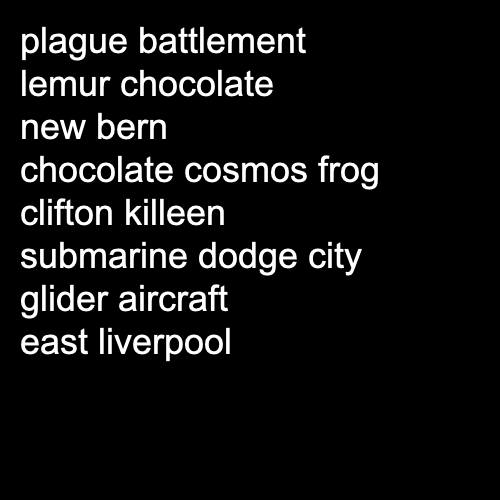 plague battlement
lemur chocolate
new bern
chocolate cosmos frog
clifton killeen
submarine dodge city
glider aircraft
east liverpool